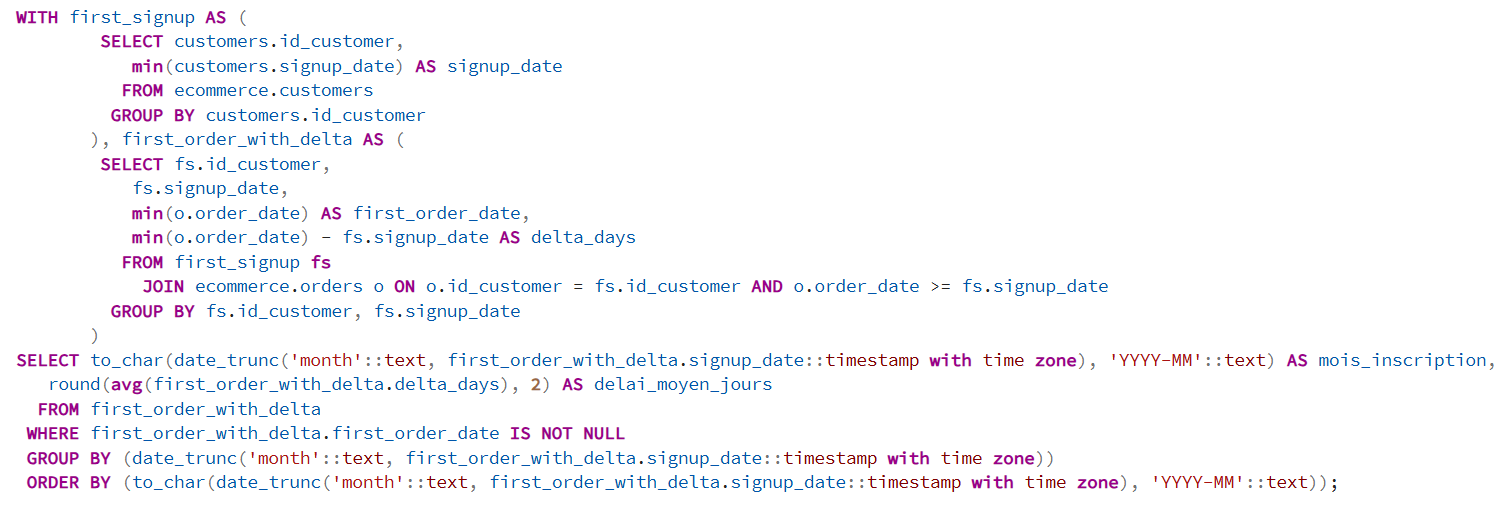 WITH first_signup AS (
SELECT customers.id_customer,
min(customers.signup_date) AS signup_date
FROM ecommerce.customers
GROUP BY customers.id_customer
), first_order_with_delta AS (
SELECT fs.id_customer,
fs.signup_date,
min(o.order_date) AS first_order_date,
min(o.order_date) - fs.signup_date AS delta_days
FROM first_signup fs
JOIN ecommerce.orders o ON o.id_customer = fs.id_customer AND o.order_date >= fs.signup_date
GROUP BY fs.id_customer, fs.signup_date
)
SELECT to_char(date_trunc('month'::text, first_order_with_delta.signup_date::timestamp with time zone), 'YYYY-MM'::text) AS mois_inscription,
round(avg(first_order_with_delta.delta_days), 2) AS delai_moyen_jours
FROM first_order_with_delta
WHERE first_order_with_delta.first_order_date IS NOT NULL
GROUP BY (date_trunc('month'::text, first_order_with_delta.signup_date::timestamp with time zone))
ORDER BY (to_char(date_trunc('month'::text, first_order_with_delta.signup_date::timestamp with time zone), 'YYYY-MM'::text));